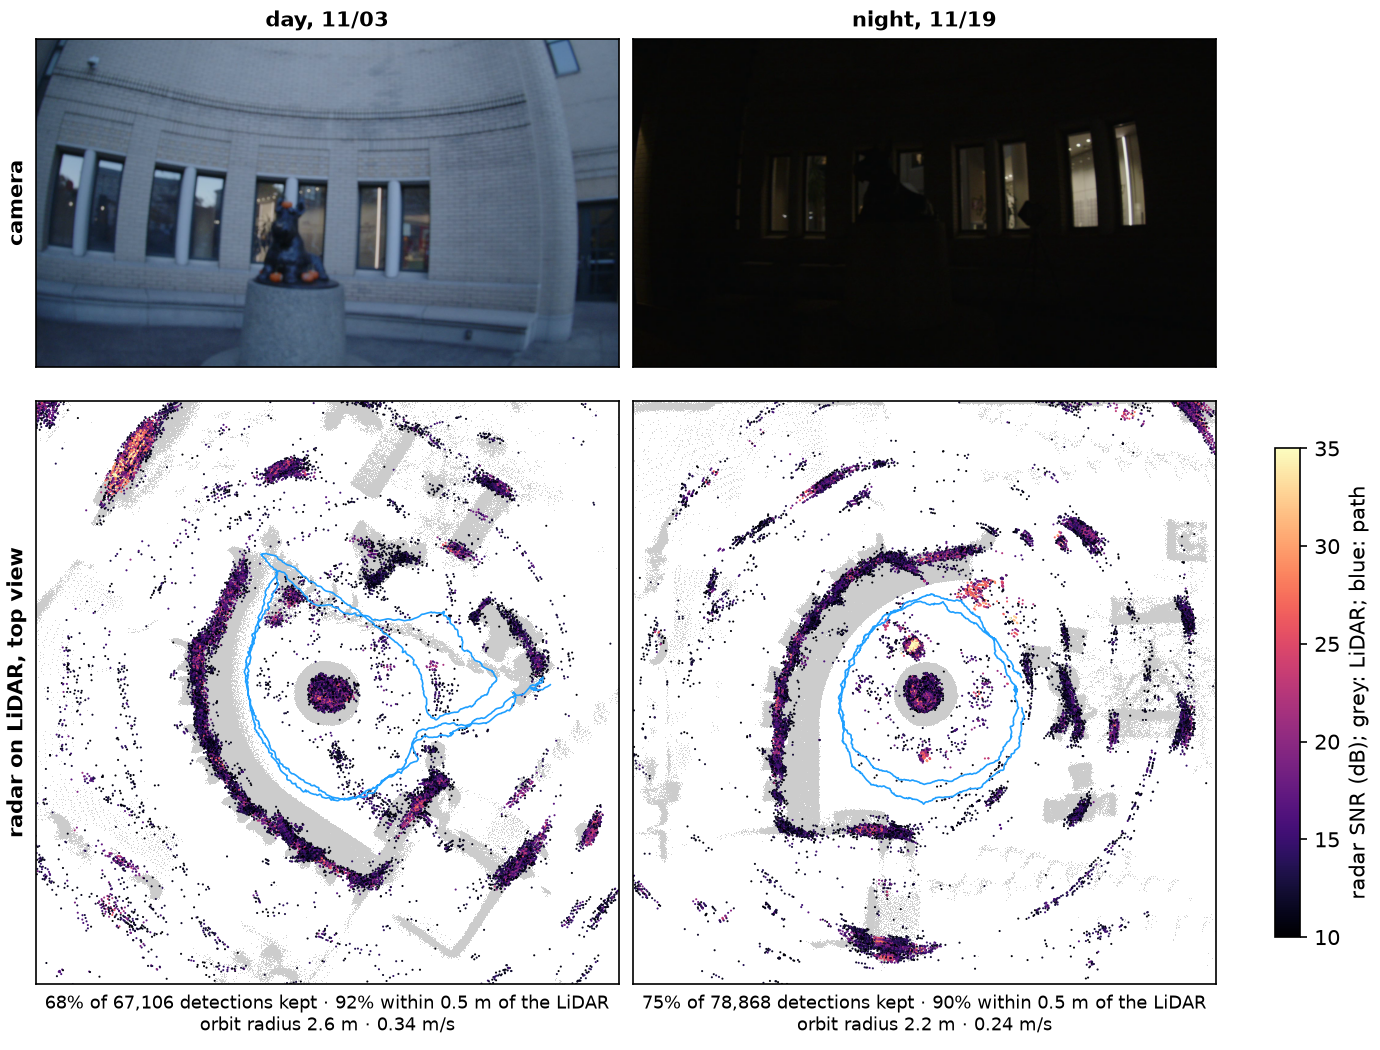 day, 11/03
night, 11/19
camera
radar on LiDAR, top view
35
30
25
20
15
10
radar SNR (dB); grey: LiDAR; blue: path
68% of 67,106 detections kept · 92% within 0.5 m of the LiDAR
orbit radius 2.6 m · 0.34 m/s
75% of 78,868 detections kept · 90% within 0.5 m of the LiDAR
orbit radius 2.2 m · 0.24 m/s